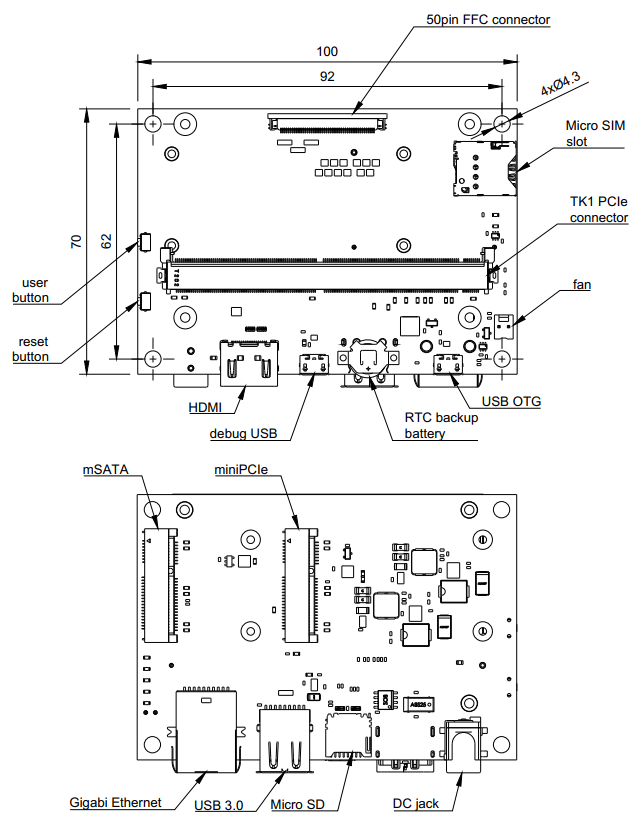 50pin FFC connector
100
92
4xØ4.3
Micro SIM
slot
TK1 PCIe
connector
70
62
user
button
fan
reset
button
HDMI
debug USB
RTC backup
battery
USB OTG
mSATA
miniPCIe
Gigabi Ethernet
USB 3.0
Micro SD
DC jack